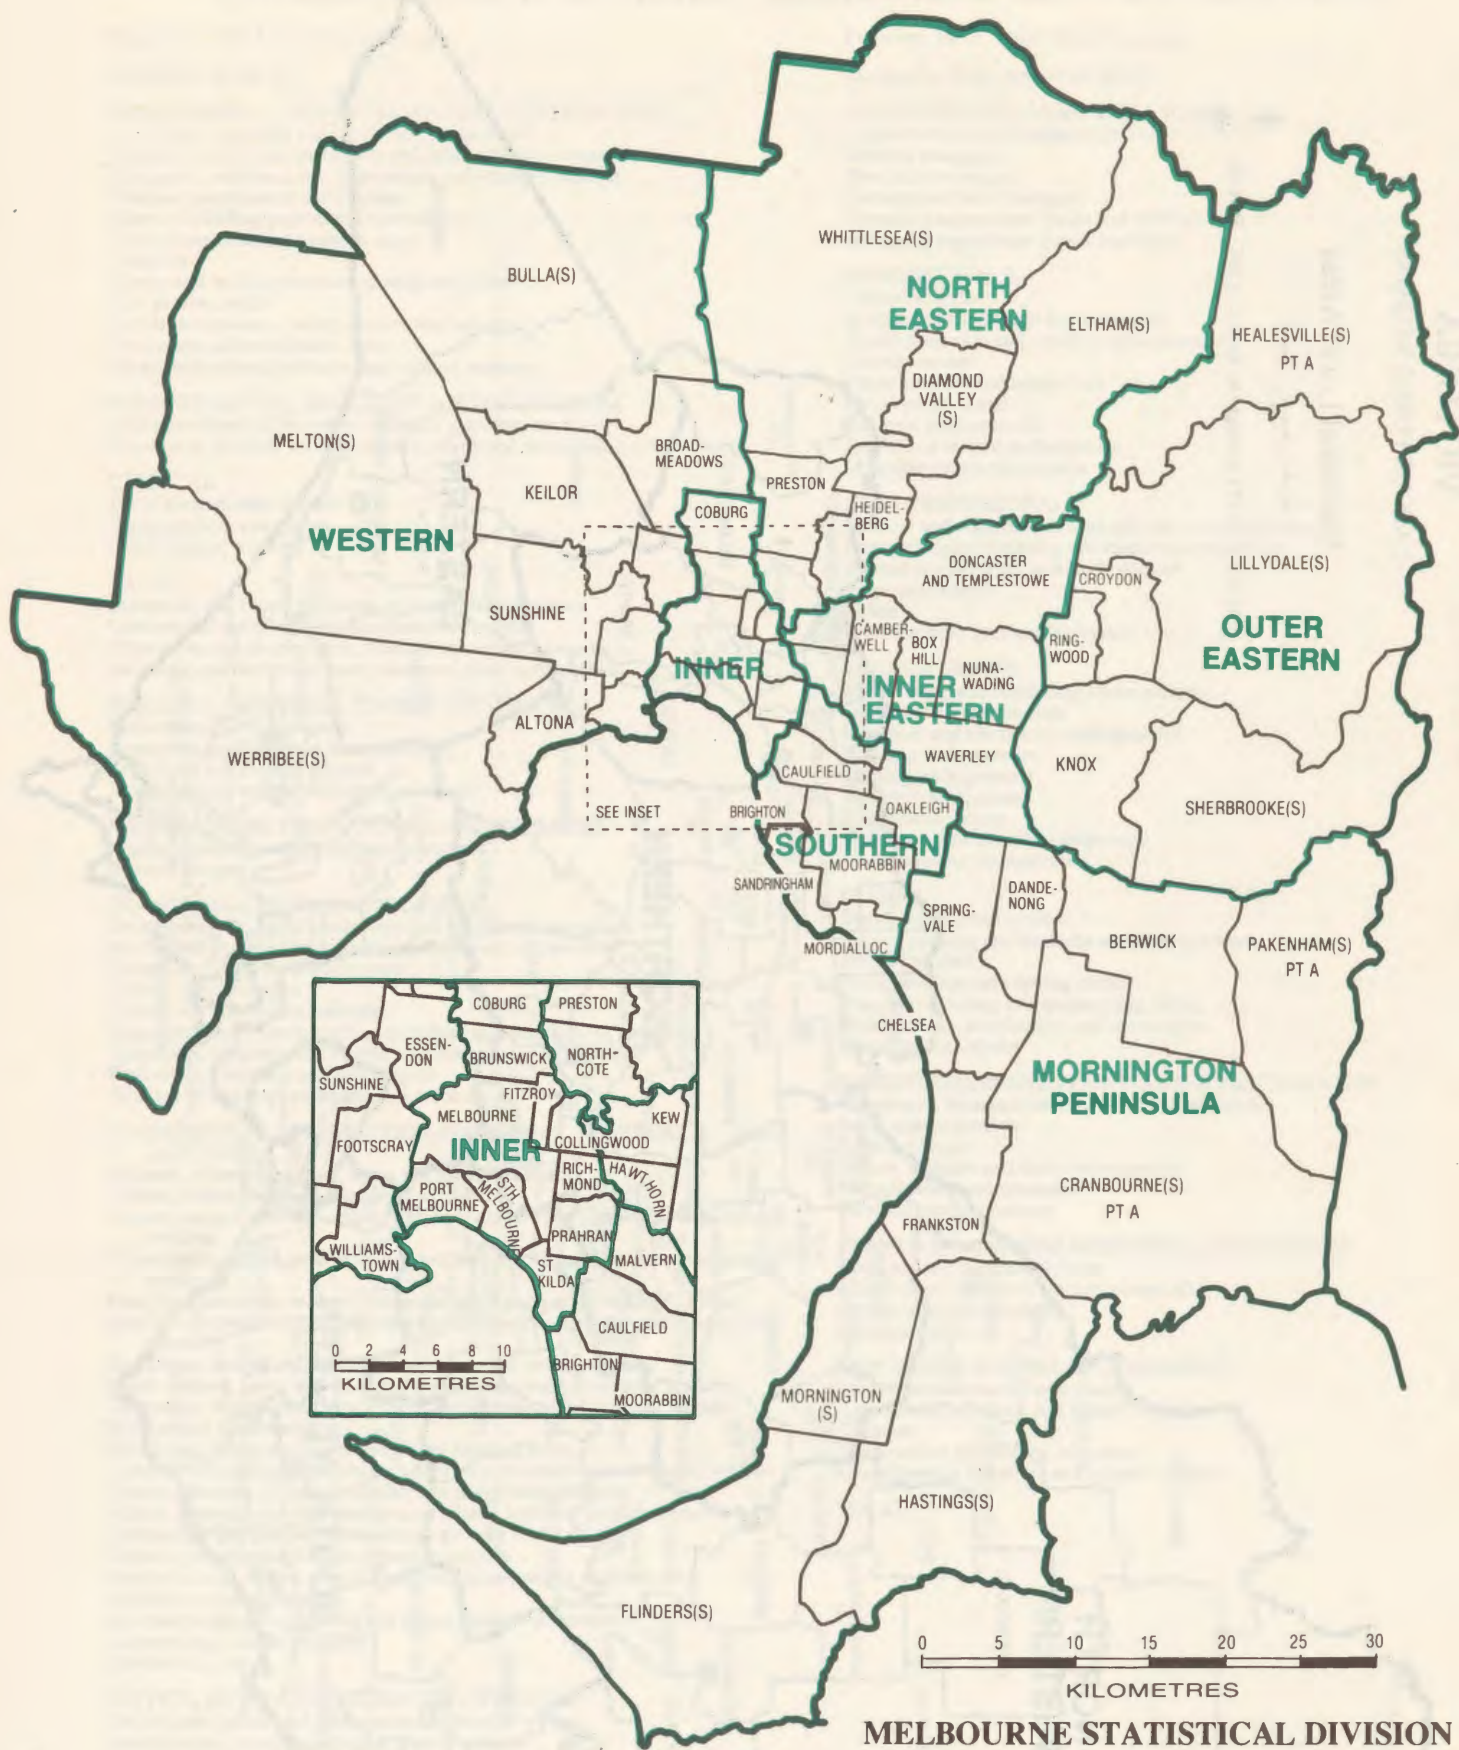 WHITTLESEA(S)
BULLA(S)
NORTH
EASTERN
ELTHAM(S)
HEALESVILLE(S)
PT A
DIAMOND
VALLEY
(S)
MELTON(S)
BROAD-
MEADOWS
KEILOR
PRESTON
COBURG
HEIDEL-
BERG
WESTERN
DONCASTER
AND TEMPLESTOWE
CROYDON
LILLYDALE(S)
SUNSHINE
CAMBER-
WELL
BOX
HILL
NUNA-
WADING
RING-
WOOD
OUTER
EASTERN
INNER
INNER
EASTERN
ALTONA
WERRIBEE(S)
WAVERLEY
KNOX
CAULFIELD
SEE INSET
BRIGHTON
OAKLEIGH
SHERBROOKE(S)
SOUTHERN
MOORABBIN
SANDRINGHAM
DANDE-
NONG
SPRING-
VALE
MORDIALLOC
BERWICK
PAKENHAM(S)
PT A
CHELSEA
MORNINGTON
PENINSULA
CRANBOURNE(S)
PT A
FRANKSTON
MORNINGTON
(S)
HASTINGS(S)
FLINDERS(S)
COBURG
PRESTON
ESSEN-
DON
BRUNSWICK
NORTH-
COTE
SUNSHINE
FITZROY
MELBOURNE
KEW
FOOTSCRAY
INNER
COLLINGWOOD
RICH-
MOND
HAWTHORN
PORT
MELBOURNE
STH
MELBOURNE
PRAHRAN
WILLIAMS-
TOWN
ST
KILDA
MALVERN
CAULFIELD
0 2 4 6 8 10
KILOMETRES
BRIGHTON
MOORABBIN
0 5 10 15 20 25 30
KILOMETRES
MELBOURNE STATISTICAL DIVISION